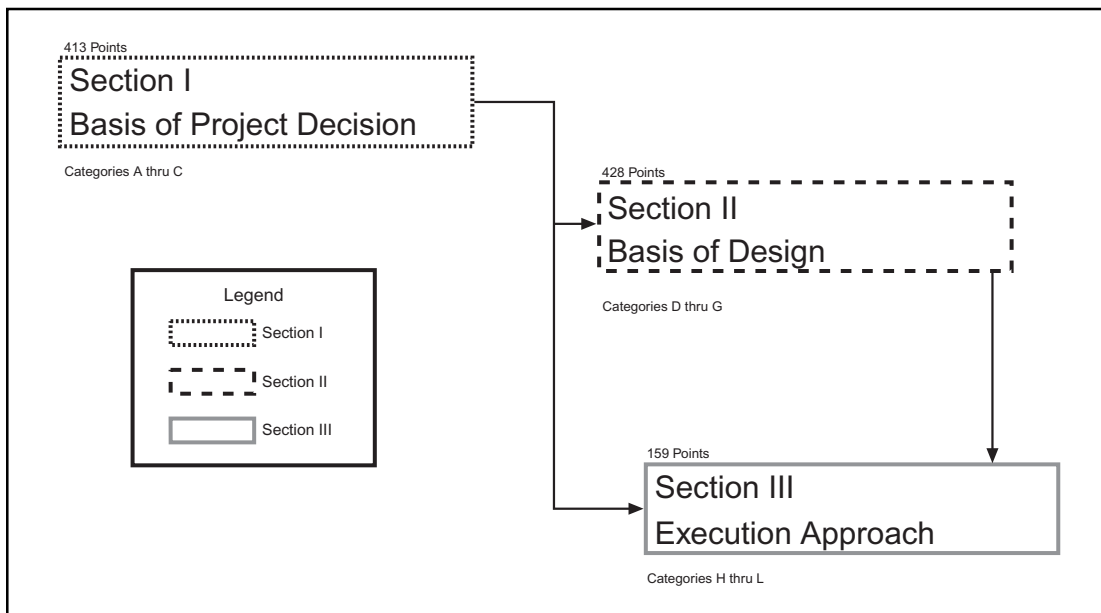 413 Points
Section I
Basis of Project Decision
Categories A thru C
428 Points
Section II
Basis of Design
Categories D thru G
Legend
Section I
Section II
Section III
159 Points
Section III
Execution Approach
Categories H thru L